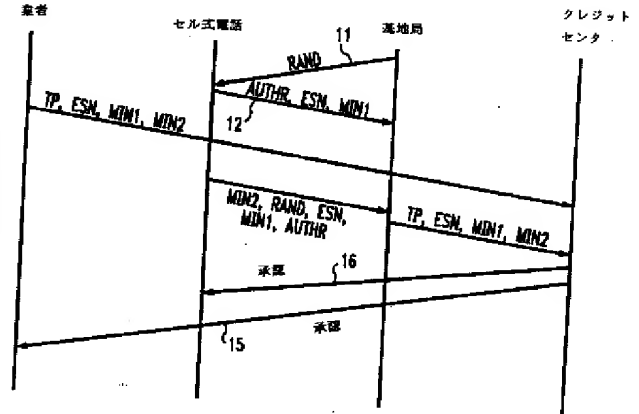 業者
セル式電話
基地局
クレジット
センタ
11
RAND
AUTHR, ESN, MIN1
12
TP, ESN, MIN1, MIN2
MIN2, RAND, ESN,
MIN1, AUTHR
TP, ESN, MIN1, MIN2
承認
16
承認
15